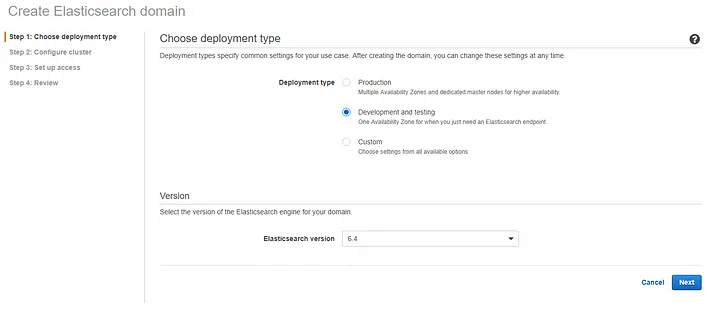 Create Elasticsearch domain
Step 1: Choose deployment type
Step 2: Configure cluster
Step 3: Set up access
Step 4: Review
Choose deployment type
?
Deployment types specify common settings for your use case. After creating the domain, you can change these settings at any time.
Deployment type
Production
Multiple Availability Zones and dedicated master nodes for higher availability.
Development and testing
One Availability Zone for when you just need an Elasticsearch endpoint.
Custom
Choose settings from all available options.
Version
Select the version of the Elasticsearch engine for your domain.
Elasticsearch version 6.4
Cancel Next